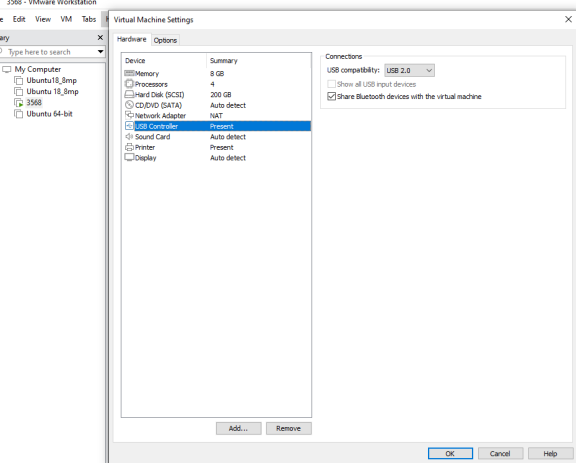 3568 - VMware Workstation
Edit View VM Tabs
Virtual Machine Settings
Type here to search
My Computer
Ubuntu18_8mp
Ubuntu 18_8mp
3568
Ubuntu 64-bit
Hardware Options
Device Summary
Memory 8 GB
Processors 4
Hard Disk (SCSI) 200 GB
CD/DVD (SATA) Auto detect
Network Adapter NAT
USB Controller Present
Sound Card Auto detect
Printer Present
Display Auto detect
Connections
USB compatibility: USB 2.0
Show all USB input devices
Share Bluetooth devices with the virtual machine
Add... Remove
OK Cancel Help